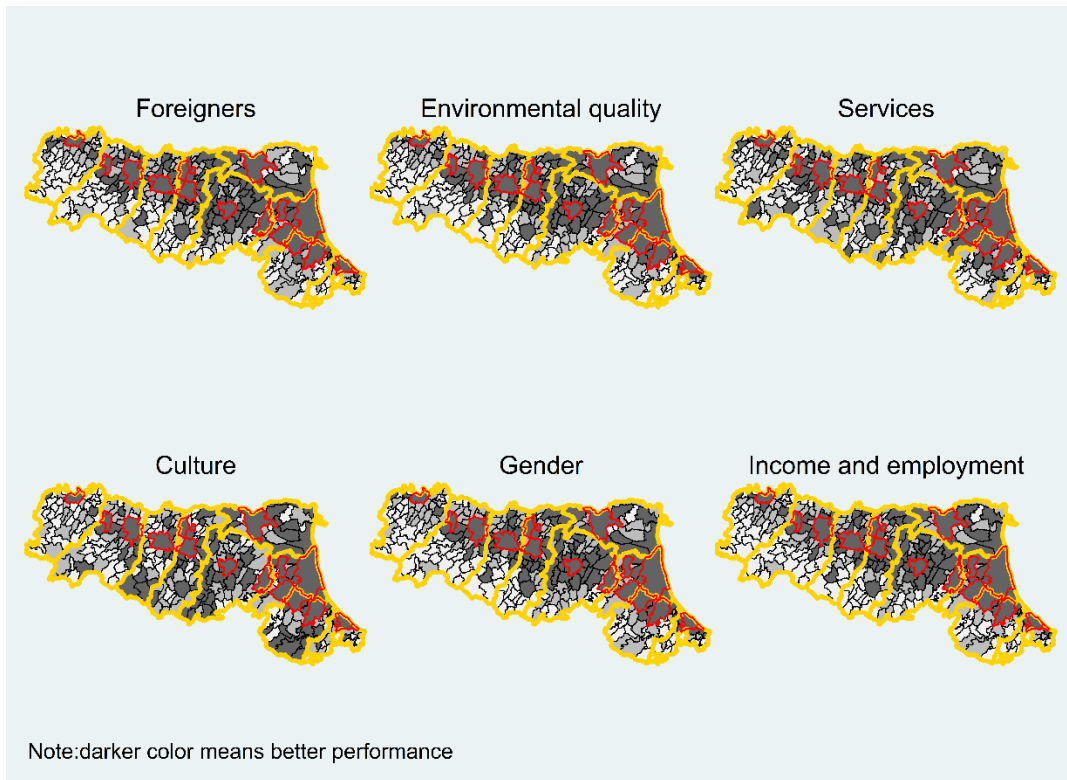 Foreigners
Environmental quality
Services
Culture
Gender
Income and employment
Note:darker color means better performance